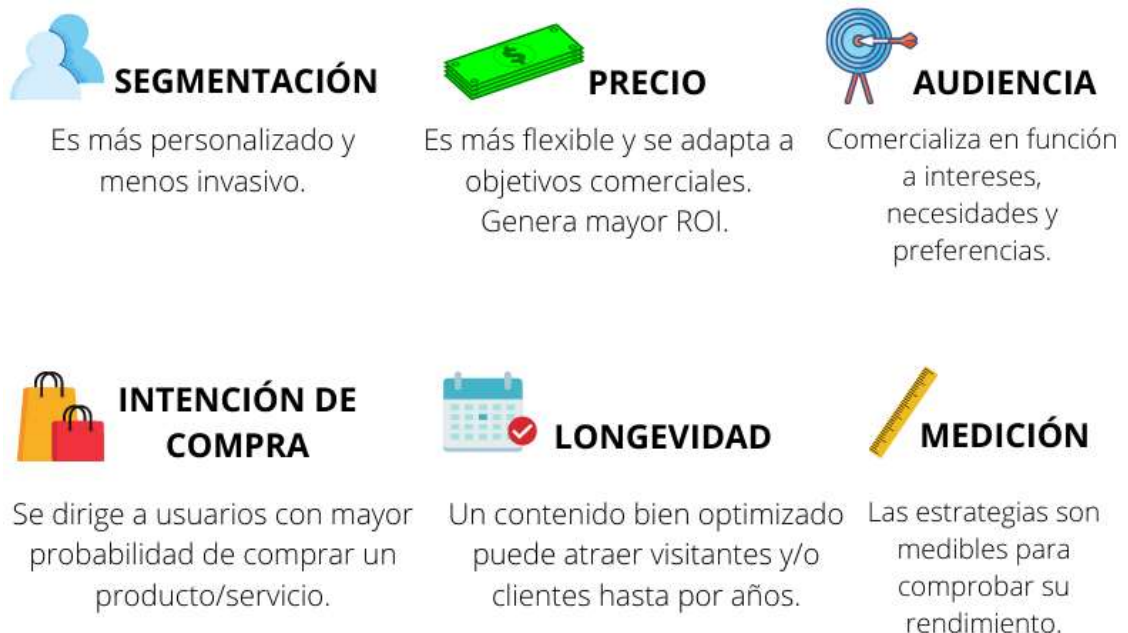 SEGMENTACIÓN
Es más personalizado y
menos invasivo.
PRECIO
Es más flexible y se adapta a
objetivos comerciales.
Genera mayor ROI.
AUDIENCIA
Comercializa en función
a intereses,
necesidades y
preferencias.
INTENCIÓN DE
COMPRA
Se dirige a usuarios con mayor
probabilidad de comprar un
producto/servicio.
LONGEVIDAD
Un contenido bien optimizado
puede atraer visitantes y/o
clientes hasta por años.
MEDICIÓN
Las estrategias son
medibles para
comprobar su
rendimiento.